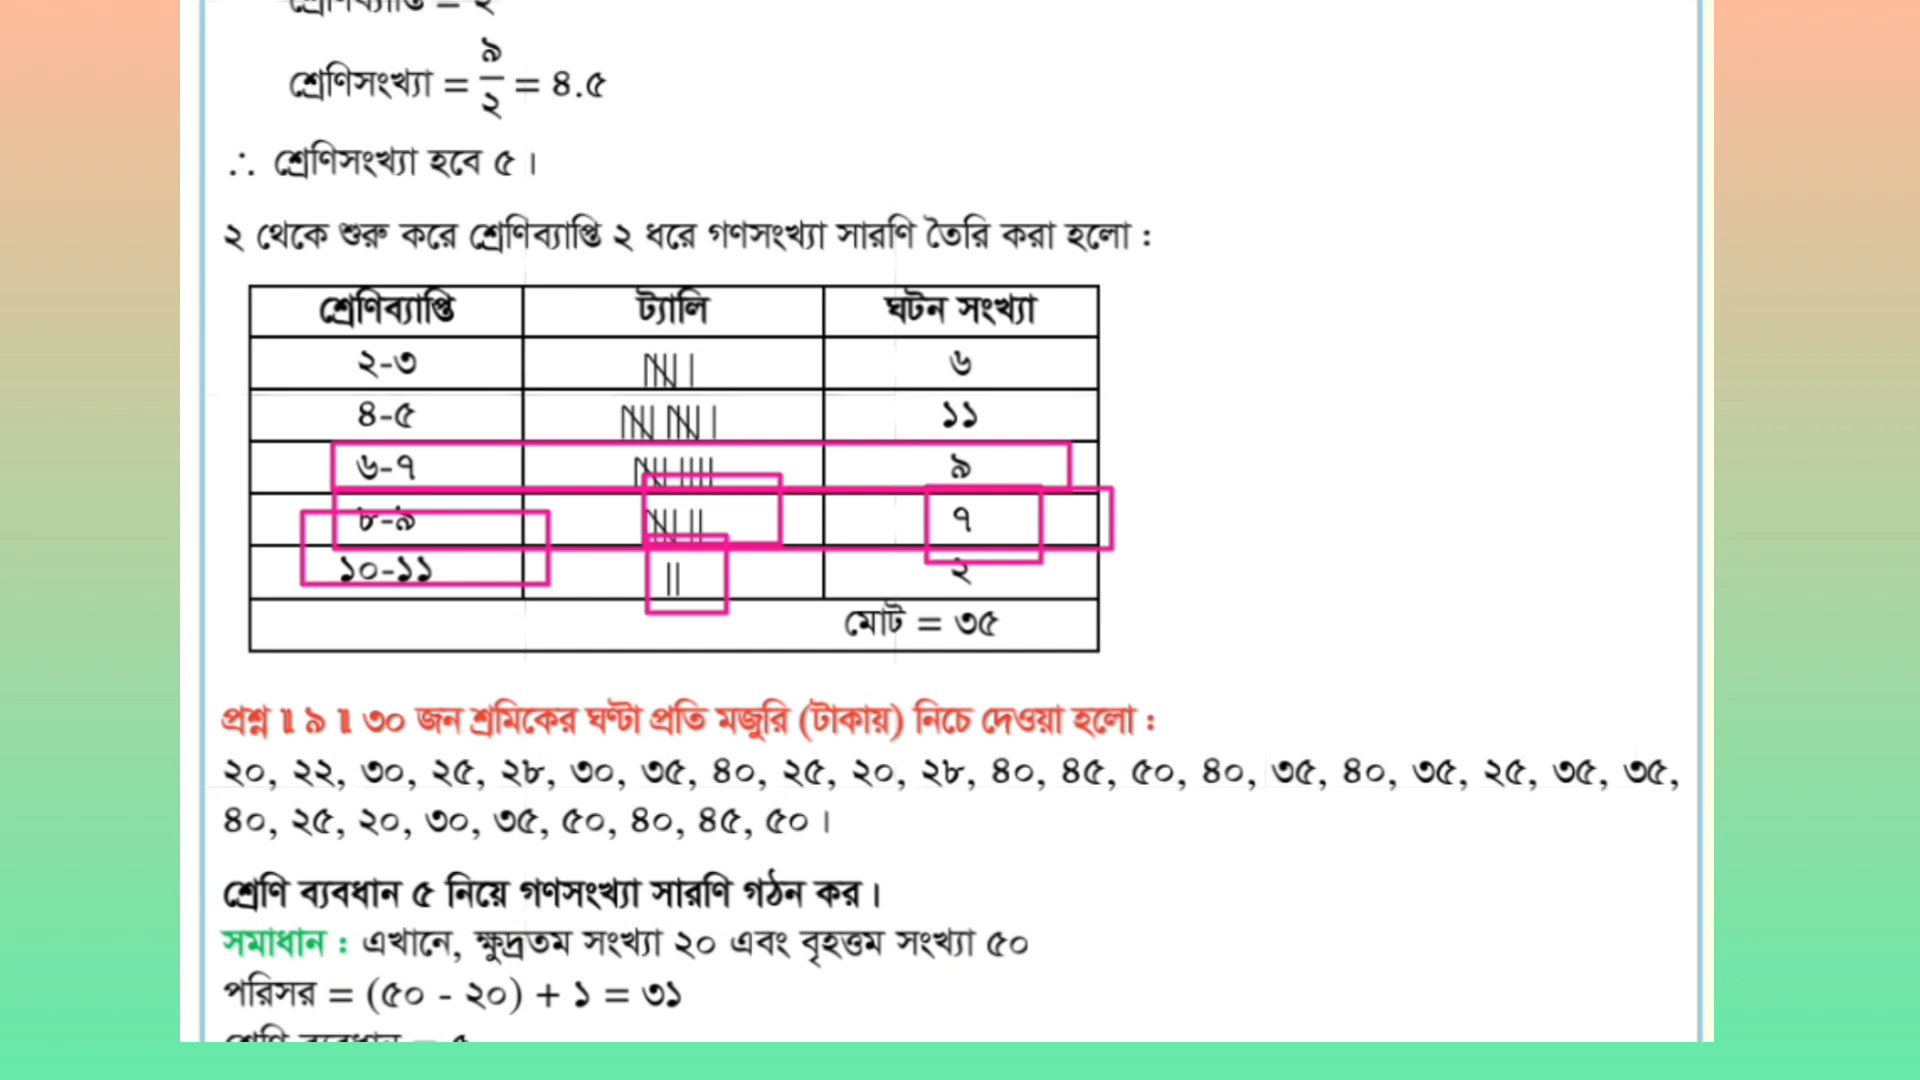 শ্রেণিব্যাপ্তি = ২
শ্রেণিসংখ্যা = ৯/২ = ৪.৫
∴ শ্রেণিসংখ্যা হবে ৫।
২ থেকে শুরু করে শ্রেণিব্যাপ্তি ২ ধরে গণসংখ্যা সারণি তৈরি করা হলো :
শ্রেণিব্যাপ্তি ট্যালি ঘটন সংখ্যা
২-৩ |||| | ৬
৪-৫ |||| |||| | ১১
৬-৭ |||| |||| ৯
৮-৯ |||| || ৭
১০-১১ || ২
মোট = ৩৫
প্রশ্ন ॥ ৯ ॥ ৩০ জন শ্রমিকের ঘণ্টা প্রতি মজুরি (টাকায়) নিচে দেওয়া হলো :
২০, ২২, ৩০, ২৫, ২৮, ৩০, ৩৫, ৪০, ২৫, ২০, ২৮, ৪০, ৪৫, ৫০, ৪০, ৩৫, ৪০, ৩৫, ২৫, ৩৫, ৩৫,
৪০, ২৫, ২০, ৩০, ৩৫, ৫০, ৪০, ৪৫, ৫০।
শ্রেণি ব্যবধান ৫ নিয়ে গণসংখ্যা সারণি গঠন কর।
সমাধান : এখানে, ক্ষুদ্রতম সংখ্যা ২০ এবং বৃহত্তম সংখ্যা ৫০
পরিসর = (৫০ - ২০) + ১ = ৩১
শ্রেণি ব্যবধান = ৫